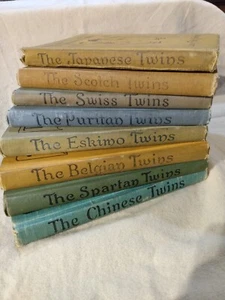 The Japanese Twins
The Scotch Twins
The Swiss Twins
The Puritan Twins
The Eskimo Twins
The Belgian Twins
The Spartan Twins
The Chinese Twins